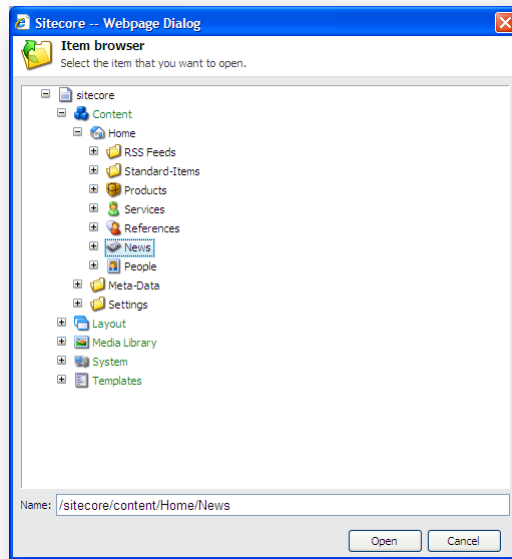 Sitecore -- Webpage Dialog
Item browser
Select the item that you want to open.
sitecore
Content
Home
RSS Feeds
Standard-Items
Products
Services
References
News
People
Meta-Data
Settings
Layout
Media Library
System
Templates
Name: /sitecore/content/Home/News
Open Cancel